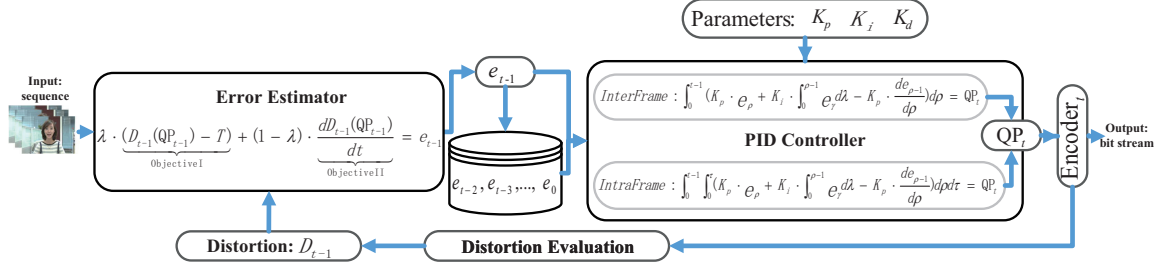 Parameters: K_p K_i K_d
Input:
sequence
Error Estimator
λ · (D_{t-1}(QP_{t-1}) − T) + (1 − λ) · dD_{t-1}(QP_{t-1})/dt = e_{t-1}
ObjectiveI
ObjectiveII
e_{t-1}
e_{t-2}, e_{t-3}, ..., e_0
InterFrame: ∫_0^{t-1} (K_p · e_ρ + K_i · ∫_0^{ρ-1} e_γ dλ − K_p · de_{ρ-1}/dρ)dρ = QP_t
PID Controller
IntraFrame: ∫_0^{t-1} ∫_0^τ (K_p · e_ρ + K_i · ∫_0^{ρ-1} e_γ dλ − K_p · de_{ρ-1}/dρ)dρdτ = QP_t
QP_t
Encoder_t
Output:
bit stream
Distortion: D_{t-1}
Distortion Evaluation